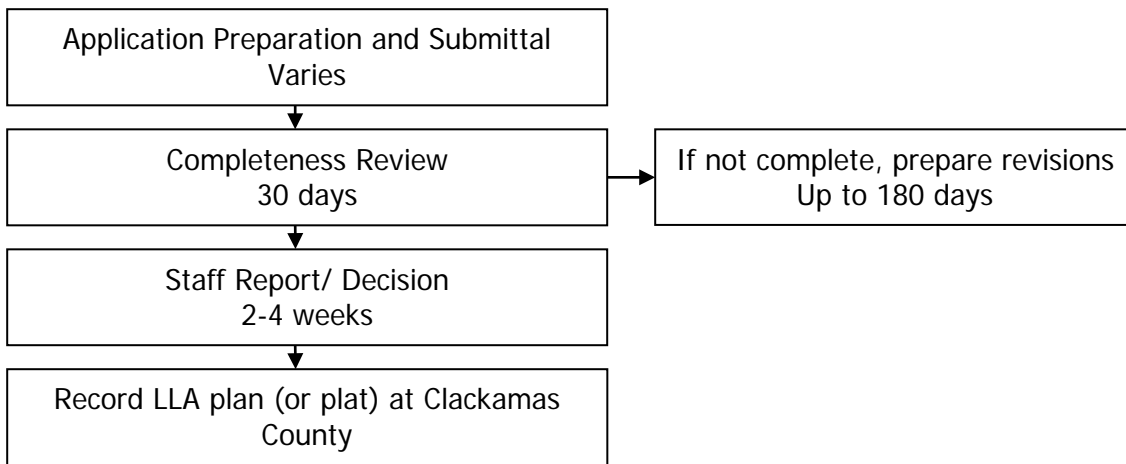 Application Preparation and Submittal
Varies
Completeness Review
30 days
If not complete, prepare revisions
Up to 180 days
Staff Report/ Decision
2-4 weeks
Record LLA plan (or plat) at Clackamas
County